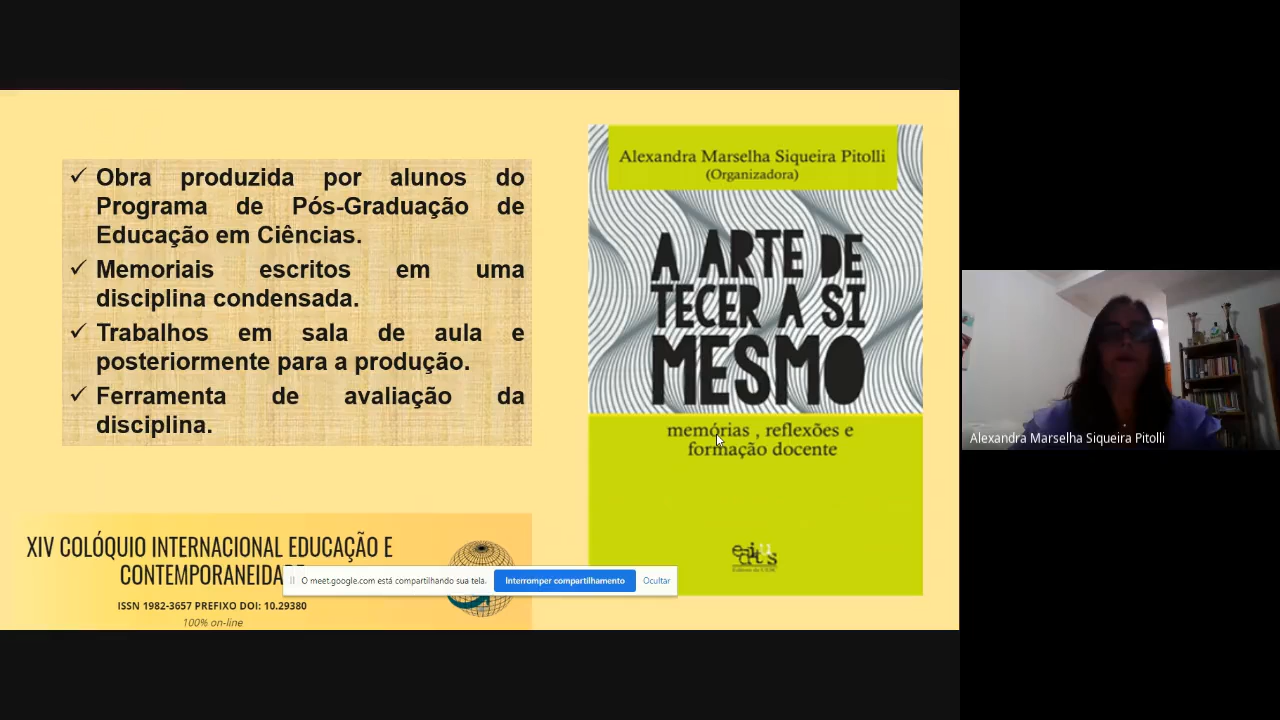 ✓ Obra produzida por alunos do
Programa de Pós-Graduação de
Educação em Ciências.
✓ Memoriais escritos em uma
disciplina condensada.
✓ Trabalhos em sala de aula e
posteriormente para a produção.
✓ Ferramenta de avaliação da
disciplina.
Alexandra Marselha Siqueira Pitolli
(Organizadora)
A ARTE DE
TECER A SI
MESMO
memórias , reflexões e
formação docente
editus
XIV COLÓQUIO INTERNACIONAL EDUCAÇÃO E
CONTEMPORANEIDADE
ISSN 1982-3657 PREFIXO DOI: 10.29380
100% on-line
O meet.google.com está compartilhando sua tela.
Interromper compartilhamento
Ocultar
Alexandra Marselha Siqueira Pitolli